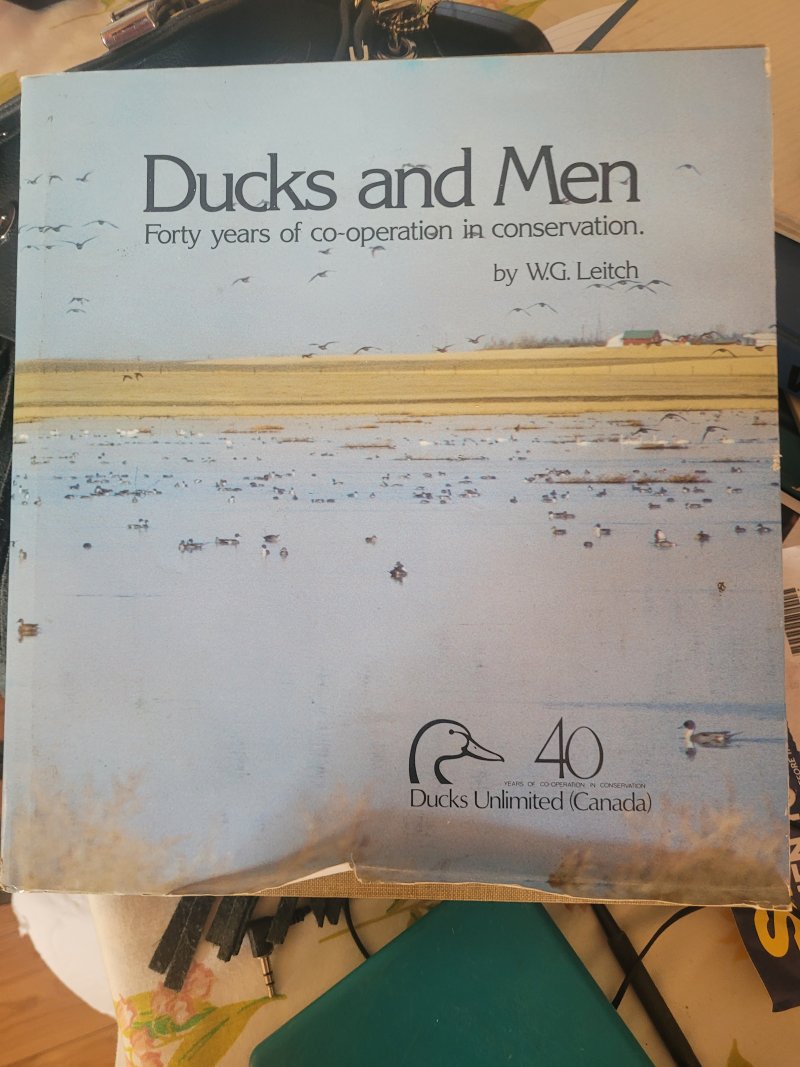 Ducks and Men
Forty years of co-operation in conservation.
by W.G. Leitch
40
YEARS OF CO-OPERATION IN CONSERVATION
Ducks Unlimited (Canada)